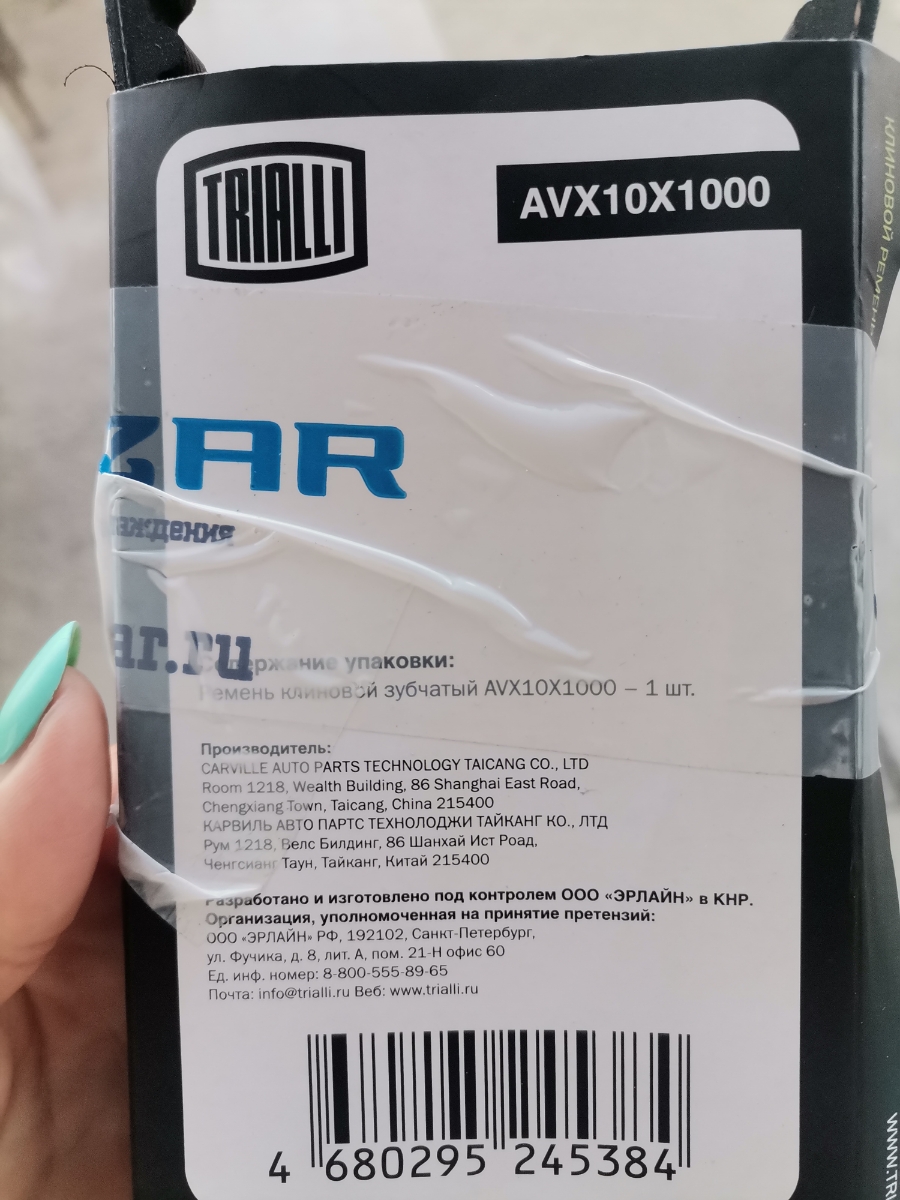 TRIALLI
AVX10X1000
КЛИНОВОЙ РЕМЕНЬ
ZAR
ar.ru
Содержание упаковки:
Ремень клиновой зубчатый AVX10X1000 – 1 шт.
Производитель:
CARVILLE AUTO PARTS TECHNOLOGY TAICANG CO., LTD
Room 1218, Wealth Building, 86 Shanghai East Road,
Chengxiang Town, Taicang, China 215400
КАРВИЛЬ АВТО ПАРТС ТЕХНОЛОДЖИ ТАЙКАНГ КО., ЛТД
Рум 1218, Велс Билдинг, 86 Шанхай Ист Роад,
Ченгсианг Таун, Тайканг, Китай 215400
Разработано и изготовлено под контролем ООО «ЭРЛАЙН» в КНР.
Организация, уполномоченная на принятие претензий:
ООО «ЭРЛАЙН» РФ, 192102, Санкт-Петербург,
ул. Фучика, д. 8, лит. А, пом. 21-Н офис 60
Ед. инф. номер: 8-800-555-89-65
Почта: info@trialli.ru Веб: www.trialli.ru
4 680295 245384
www.TRI